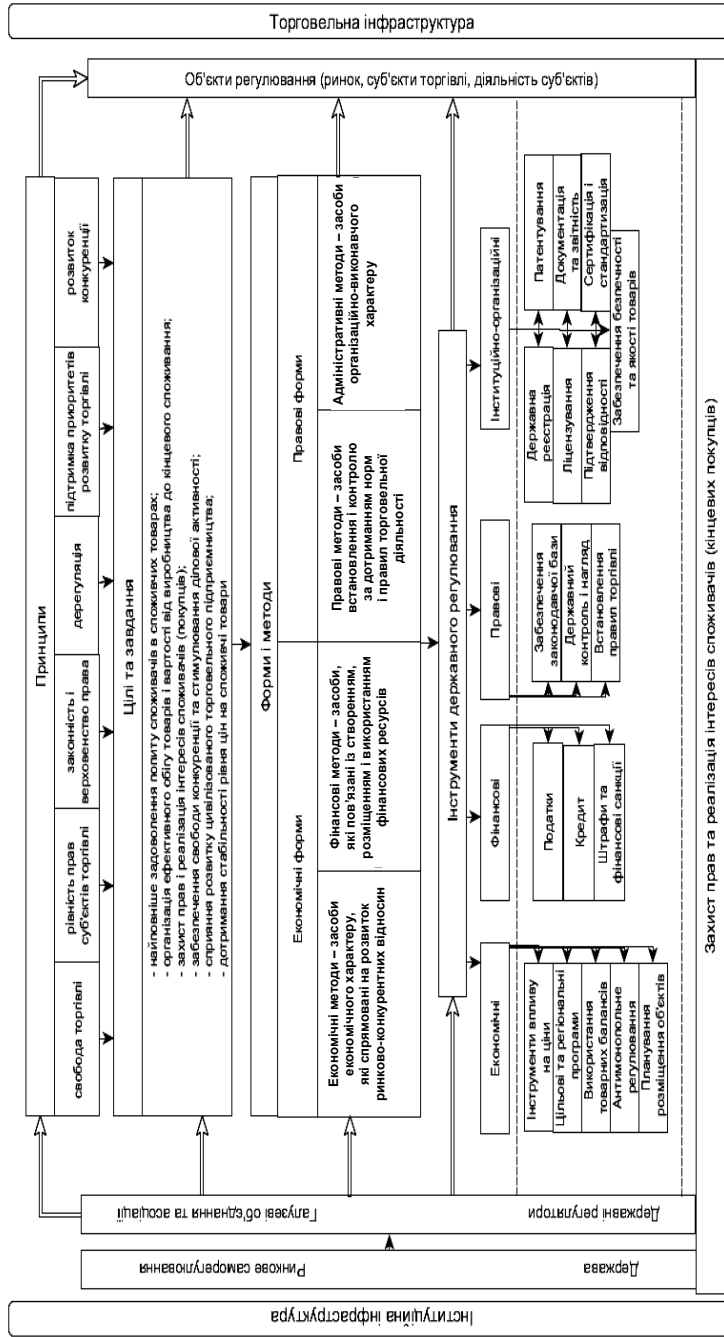 Торговельна інфраструктура
Об'єкти регулювання (ринок, суб'єкти торгівлі, діяльність суб'єктів)
Принципи
свобода торгівлі
рівність прав
суб'єктів торгівлі
законність і
верховенство права
дерегуляція
підтримка приоритетів
розвитку торгівлі
розвиток
конкуренції
Цілі та завдання
- найповніше задоволення попиту споживачів в споживчих товарах;
- організація ефективного обігу товарів і вартості від виробництва до кінцевого споживання;
- захист прав і реалізація інтересів споживачів (покупців);
- забезпечення свободи конкуренції та стимулювання ділової активності;
- сприяння розвитку цивілізованого торговельного підприємництва;
- дотримання стабільності рівня цін на споживчі товари
Форми і методи
Економічні форми
Правові форми
Економічні методи – засоби
економічного характеру,
які спрямовані на розвиток
ринково-конкурентних відносин
Фінансові методи – засоби,
які пов'язані із створенням,
розміщенням і використанням
фінансових ресурсів
Правові методи – засоби
встановлення і контролю
за дотриманням норм
і правил торговельної
діяльності
Адміністративні методи – засоби
організаційно-виконавчого
характеру
Інструменти державного регулювання
Економічні
Фінансові
Правові
Інституційно-організаційні
Інструменти впливу
на ціни
Цільові та регіональні
програми
Використання
товарних балансів
Антимонопольне
регулювання
Планування
розміщення об'єктів
Податки
Кредит
Штрафи та
фінансові санкції
Забезпечення
законодавчої бази
Державний
контроль і нагляд
Встановлення
правил торгівлі
Державна
реєстрація
Ліцензування
Підтвердження
відповідності
Патентування
Документація
та звітність
Сертифікація і
стандартизація
Забезпечення безпечності
та якості товарів
Галузеві об'єднання та асоціації
Державні регулятори
Ринкове саморегулювання
Держава
Інституційна інфраструктура
Захист прав та реалізація інтересів споживачів (кінцевих покупців)